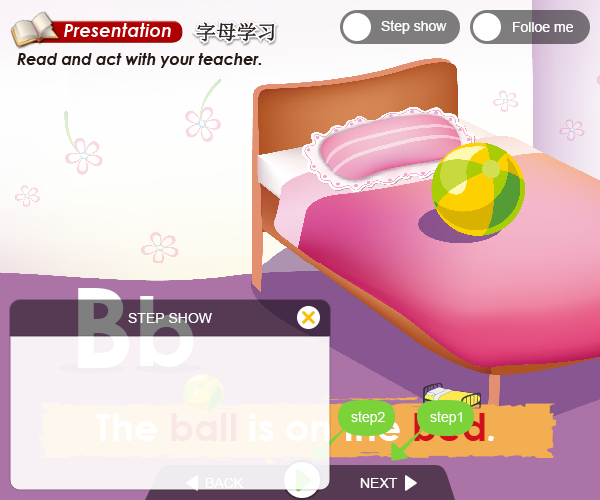 Presentation 字母学习
Step show
Folloe me
Read and act with your teacher.
Bb
STEP SHOW
step2
step1
The ball is on the bed.
BACK
NEXT